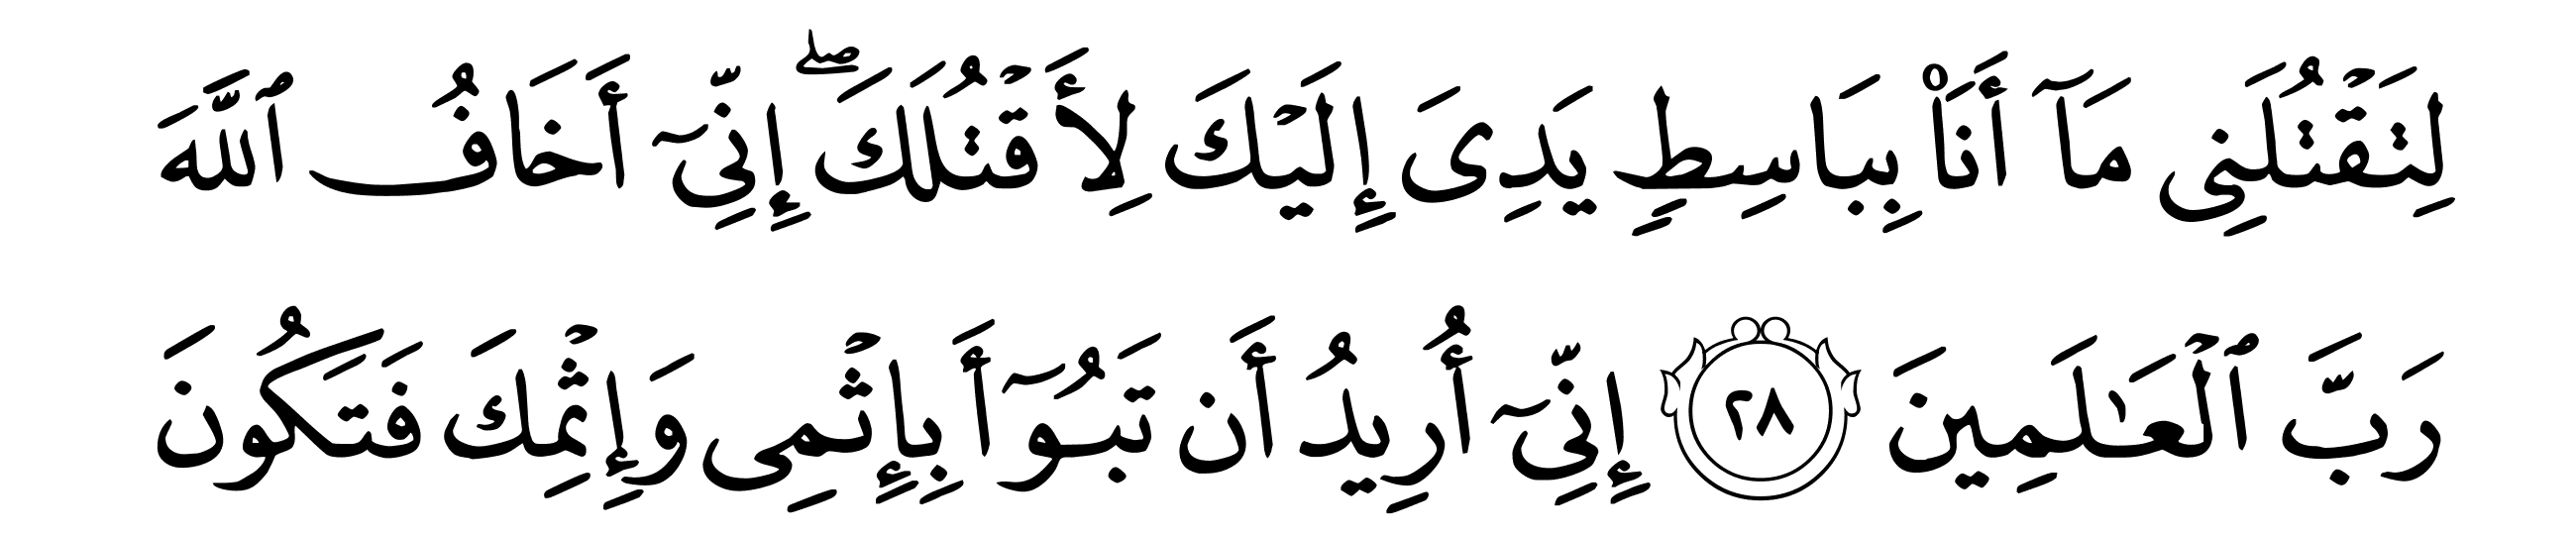 لِتَقۡتُلَنِى مَآ أَنَا۠ بِبَاسِطٍ يَدِىَ إِلَيۡكَ لِأَقۡتُلَكَۖ إِنِّىٓ أَخَافُ ٱللَّهَ
رَبَّ ٱلۡعَـٰلَمِينَ ٢٨ إِنِّىٓ أُرِيدُ أَن تَبُوٓأَ بِإِثۡمِى وَإِثۡمِكَ فَتَكُونَ